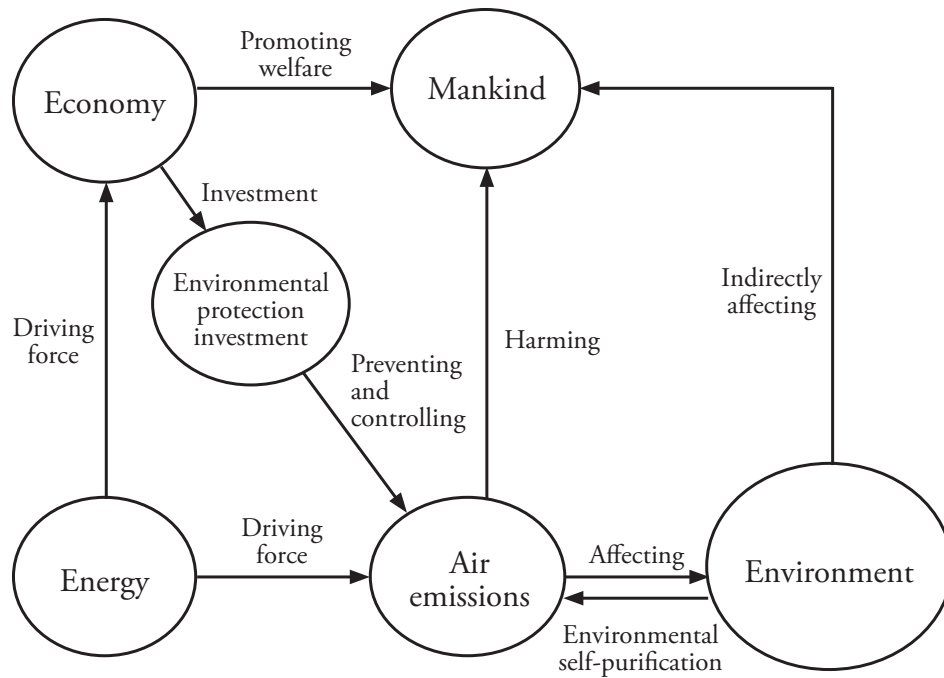 Promoting
welfare
Economy
Mankind
Investment
Environmental
protection
investment
Indirectly
affecting
Driving
force
Harming
Preventing
and
controlling
Driving
force
Energy
Air
emissions
Affecting
Environment
Environmental
self-purification